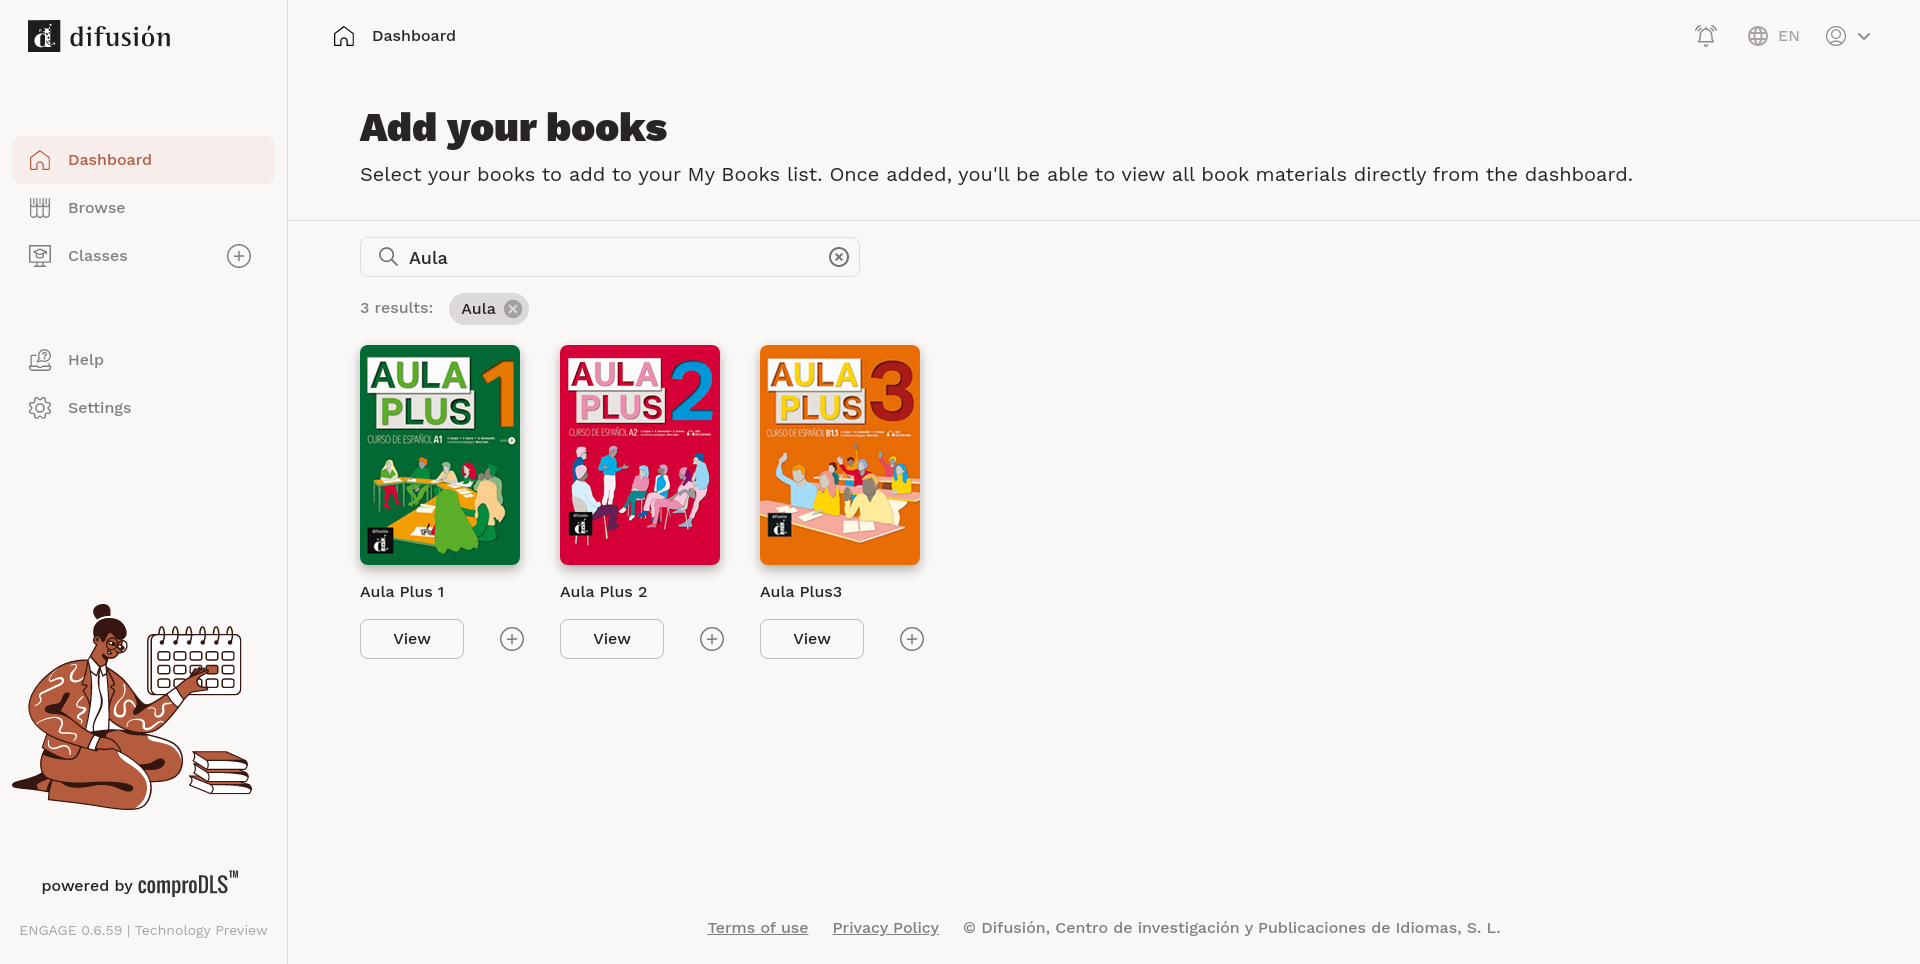 difusión
Dashboard
EN
Dashboard
Browse
Classes
Help
Settings
Add your books
Select your books to add to your My Books list. Once added, you'll be able to view all book materials directly from the dashboard.
Aula
3 results:
Aula
AULA PLUS 1
CURSO DE ESPAÑOL A1
difusión
AULA PLUS 2
CURSO DE ESPAÑOL A2
difusión
AULA PLUS 3
CURSO DE ESPAÑOL B1.1
difusión
Aula Plus 1
Aula Plus 2
Aula Plus3
View
View
View
powered by comproDLS™
ENGAGE 0.6.59 | Technology Preview
Terms of use
Privacy Policy
© Difusión, Centro de investigación y Publicaciones de Idiomas, S. L.